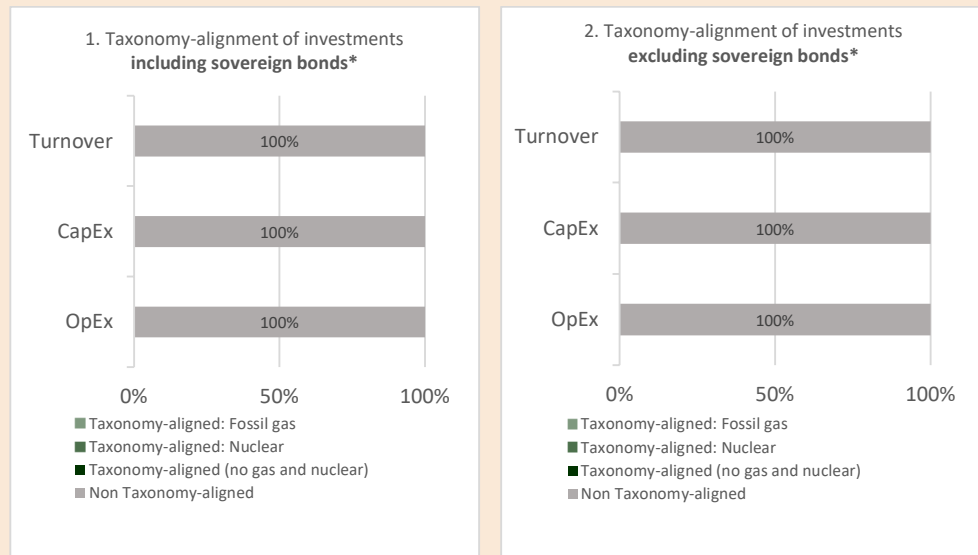 1. Taxonomy-alignment of investments
including sovereign bonds*
Turnover
100%
CapEx
100%
OpEx
100%
0%
50%
100%
Taxonomy-aligned: Fossil gas
Taxonomy-aligned: Nuclear
Taxonomy-aligned (no gas and nuclear)
Non Taxonomy-aligned
2. Taxonomy-alignment of investments
excluding sovereign bonds*
Turnover
100%
CapEx
100%
OpEx
100%
0%
50%
100%
Taxonomy-aligned: Fossil gas
Taxonomy-aligned: Nuclear
Taxonomy-aligned (no gas and nuclear)
Non Taxonomy-aligned